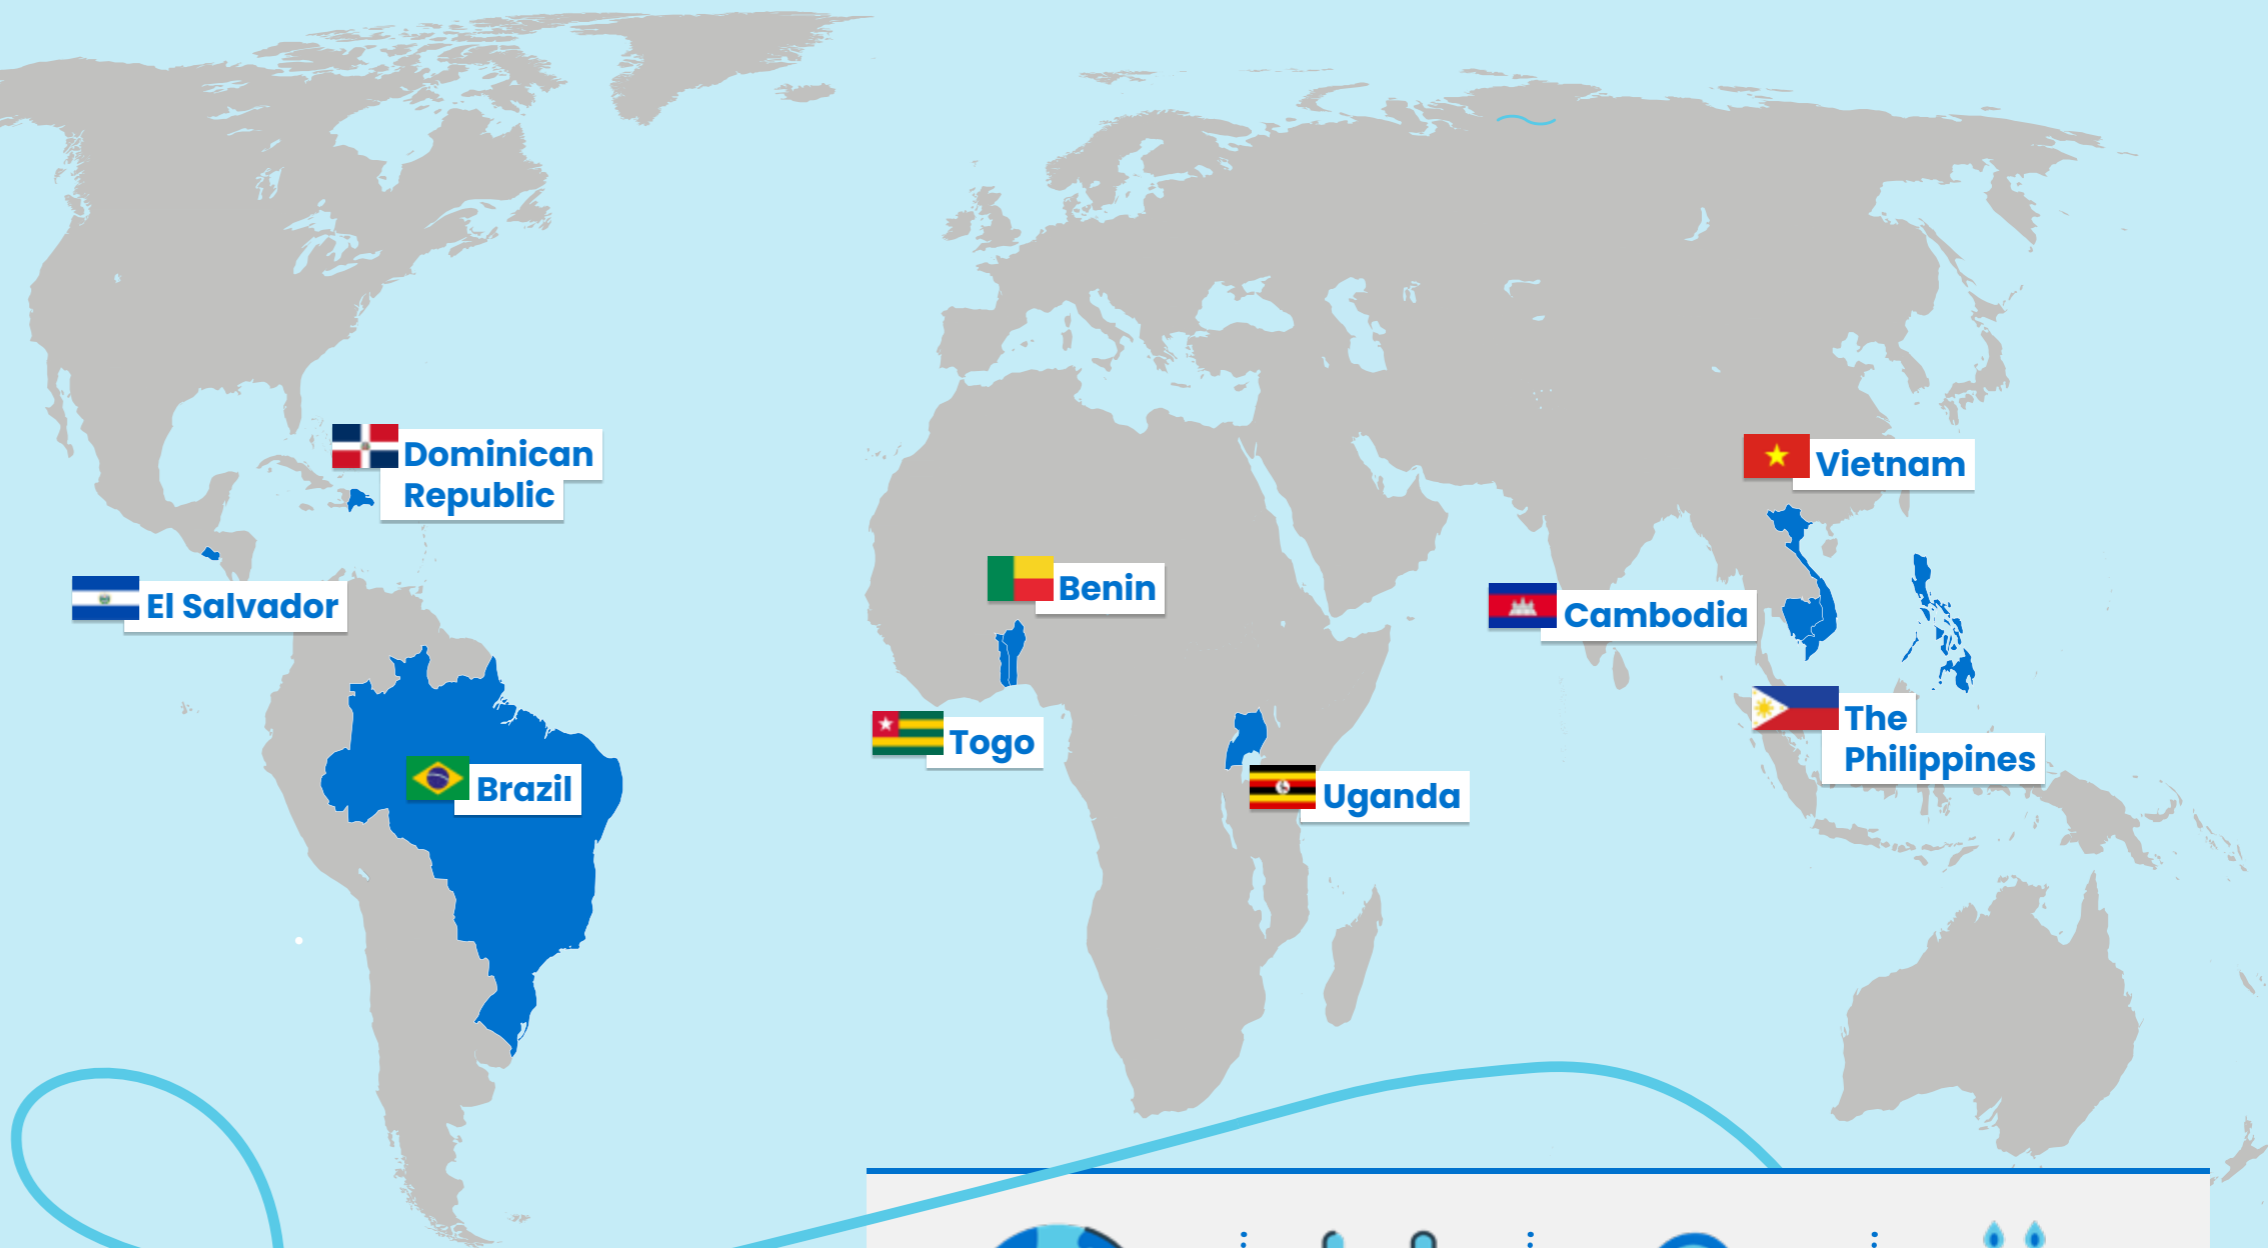 Dominican
Republic
Vietnam
El Salvador
Benin
Cambodia
Togo
The
Philippines
Brazil
Uganda